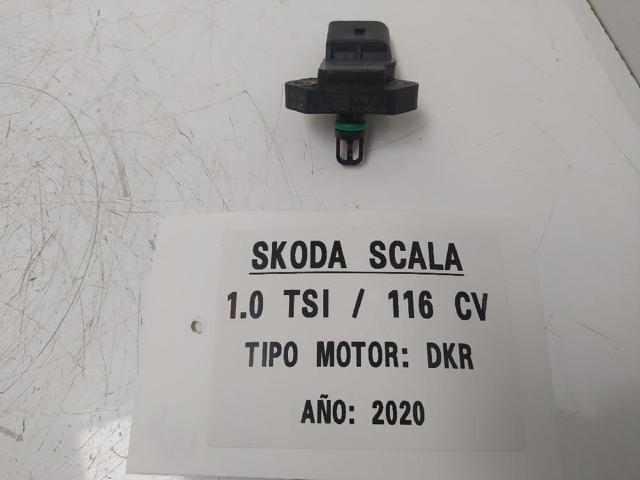 SKODA SCALA
1.0 TSI / 116 CV
TIPO MOTOR: DKR
AÑO: 2020